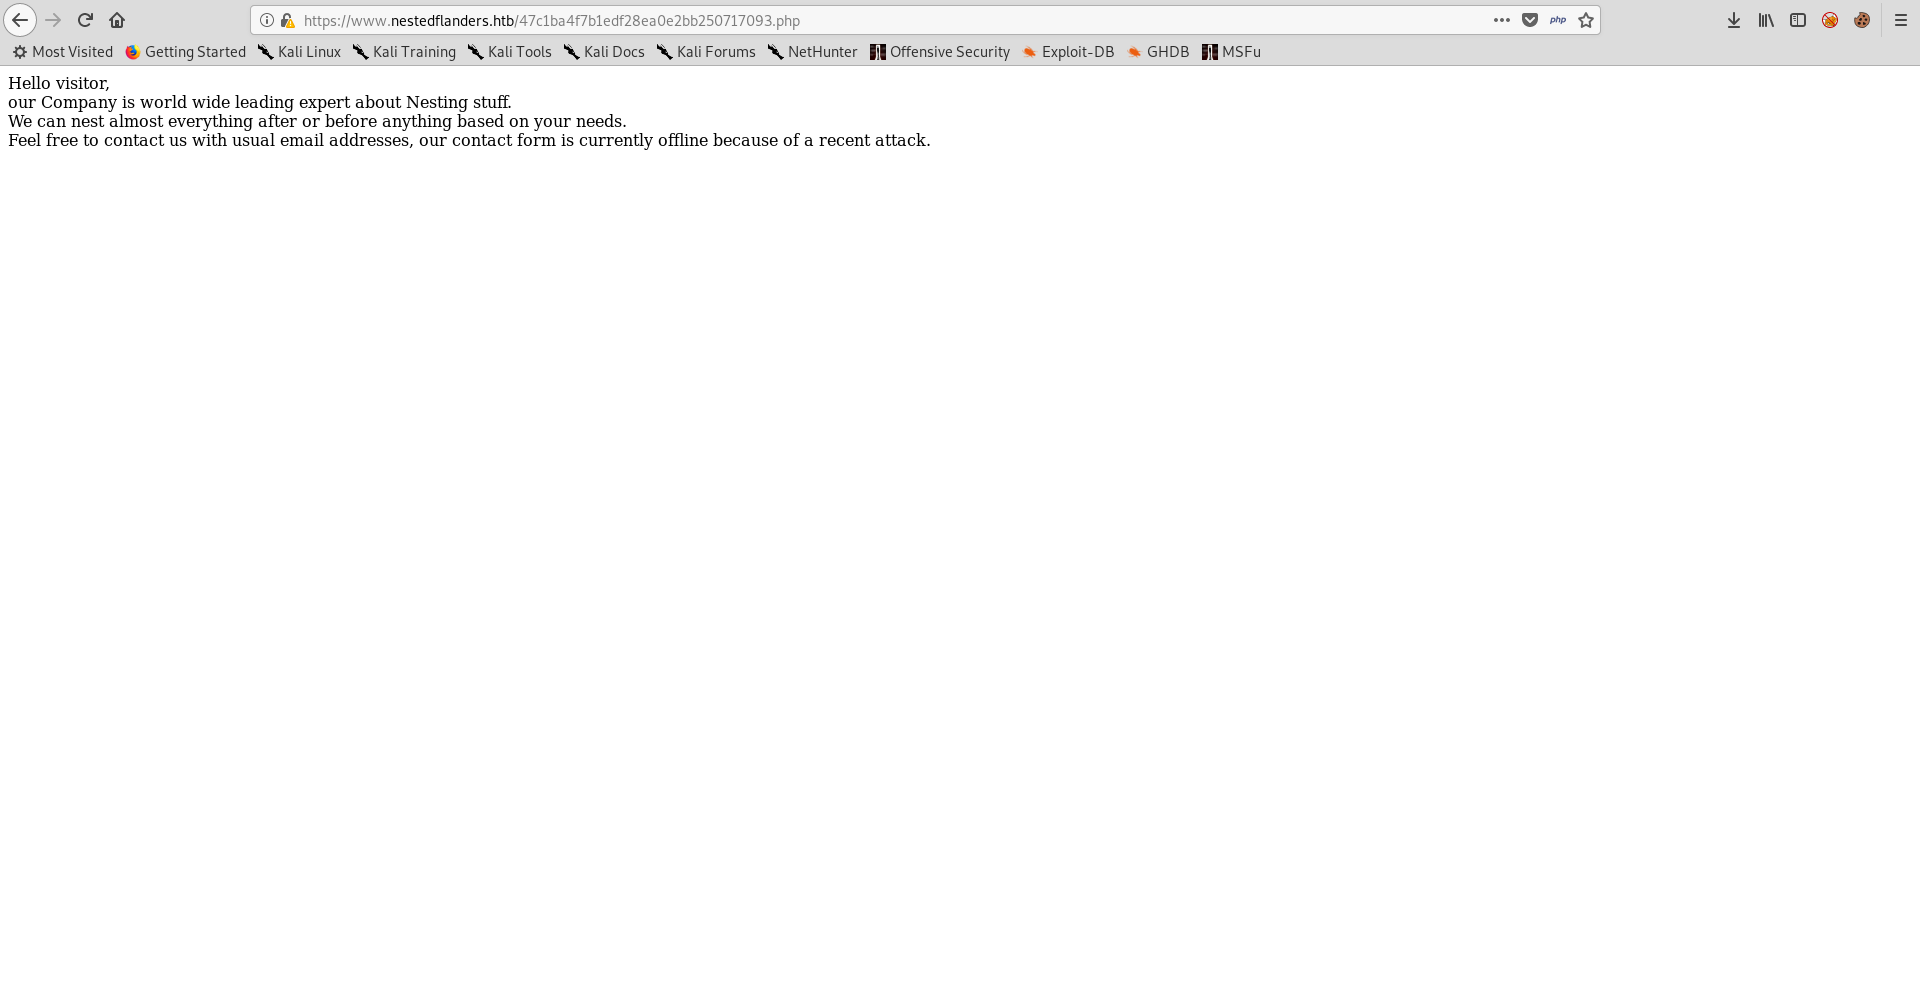 https://www.nestedflanders.htb/47c1ba4f7b1edf28ea0e2bb250717093.php
php
Most Visited Getting Started Kali Linux Kali Training Kali Tools Kali Docs Kali Forums NetHunter Offensive Security Exploit-DB GHDB MSFu
Hello visitor,
our Company is world wide leading expert about Nesting stuff.
We can nest almost everything after or before anything based on your needs.
Feel free to contact us with usual email addresses, our contact form is currently offline because of a recent attack.